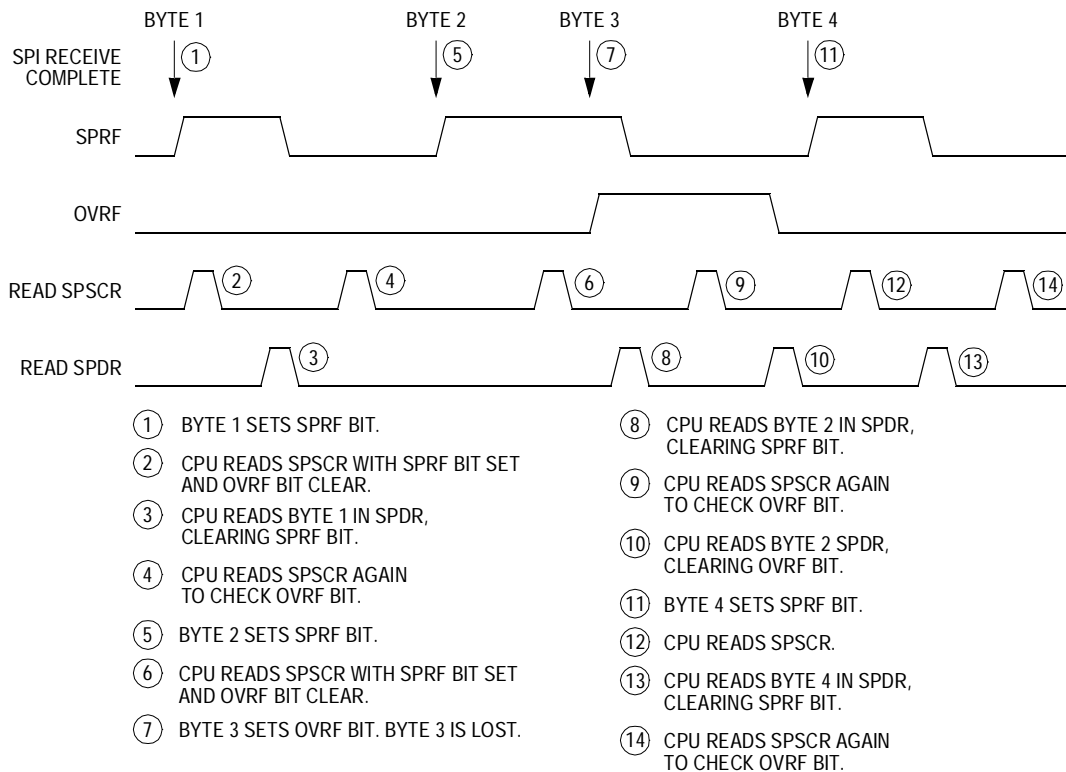 BYTE 1
BYTE 2
BYTE 3
BYTE 4
SPI RECEIVE
COMPLETE
1
5
7
11
SPRF
OVRF
READ SPSCR
2
4
6
9
12
14
READ SPDR
3
8
10
13
1 BYTE 1 SETS SPRF BIT.
2 CPU READS SPSCR WITH SPRF BIT SET
AND OVRF BIT CLEAR.
3 CPU READS BYTE 1 IN SPDR,
CLEARING SPRF BIT.
4 CPU READS SPSCR AGAIN
TO CHECK OVRF BIT.
5 BYTE 2 SETS SPRF BIT.
6 CPU READS SPSCR WITH SPRF BIT SET
AND OVRF BIT CLEAR.
7 BYTE 3 SETS OVRF BIT. BYTE 3 IS LOST.
8 CPU READS BYTE 2 IN SPDR,
CLEARING SPRF BIT.
9 CPU READS SPSCR AGAIN
TO CHECK OVRF BIT.
10 CPU READS BYTE 2 SPDR,
CLEARING OVRF BIT.
11 BYTE 4 SETS SPRF BIT.
12 CPU READS SPSCR.
13 CPU READS BYTE 4 IN SPDR,
CLEARING SPRF BIT.
14 CPU READS SPSCR AGAIN
TO CHECK OVRF BIT.